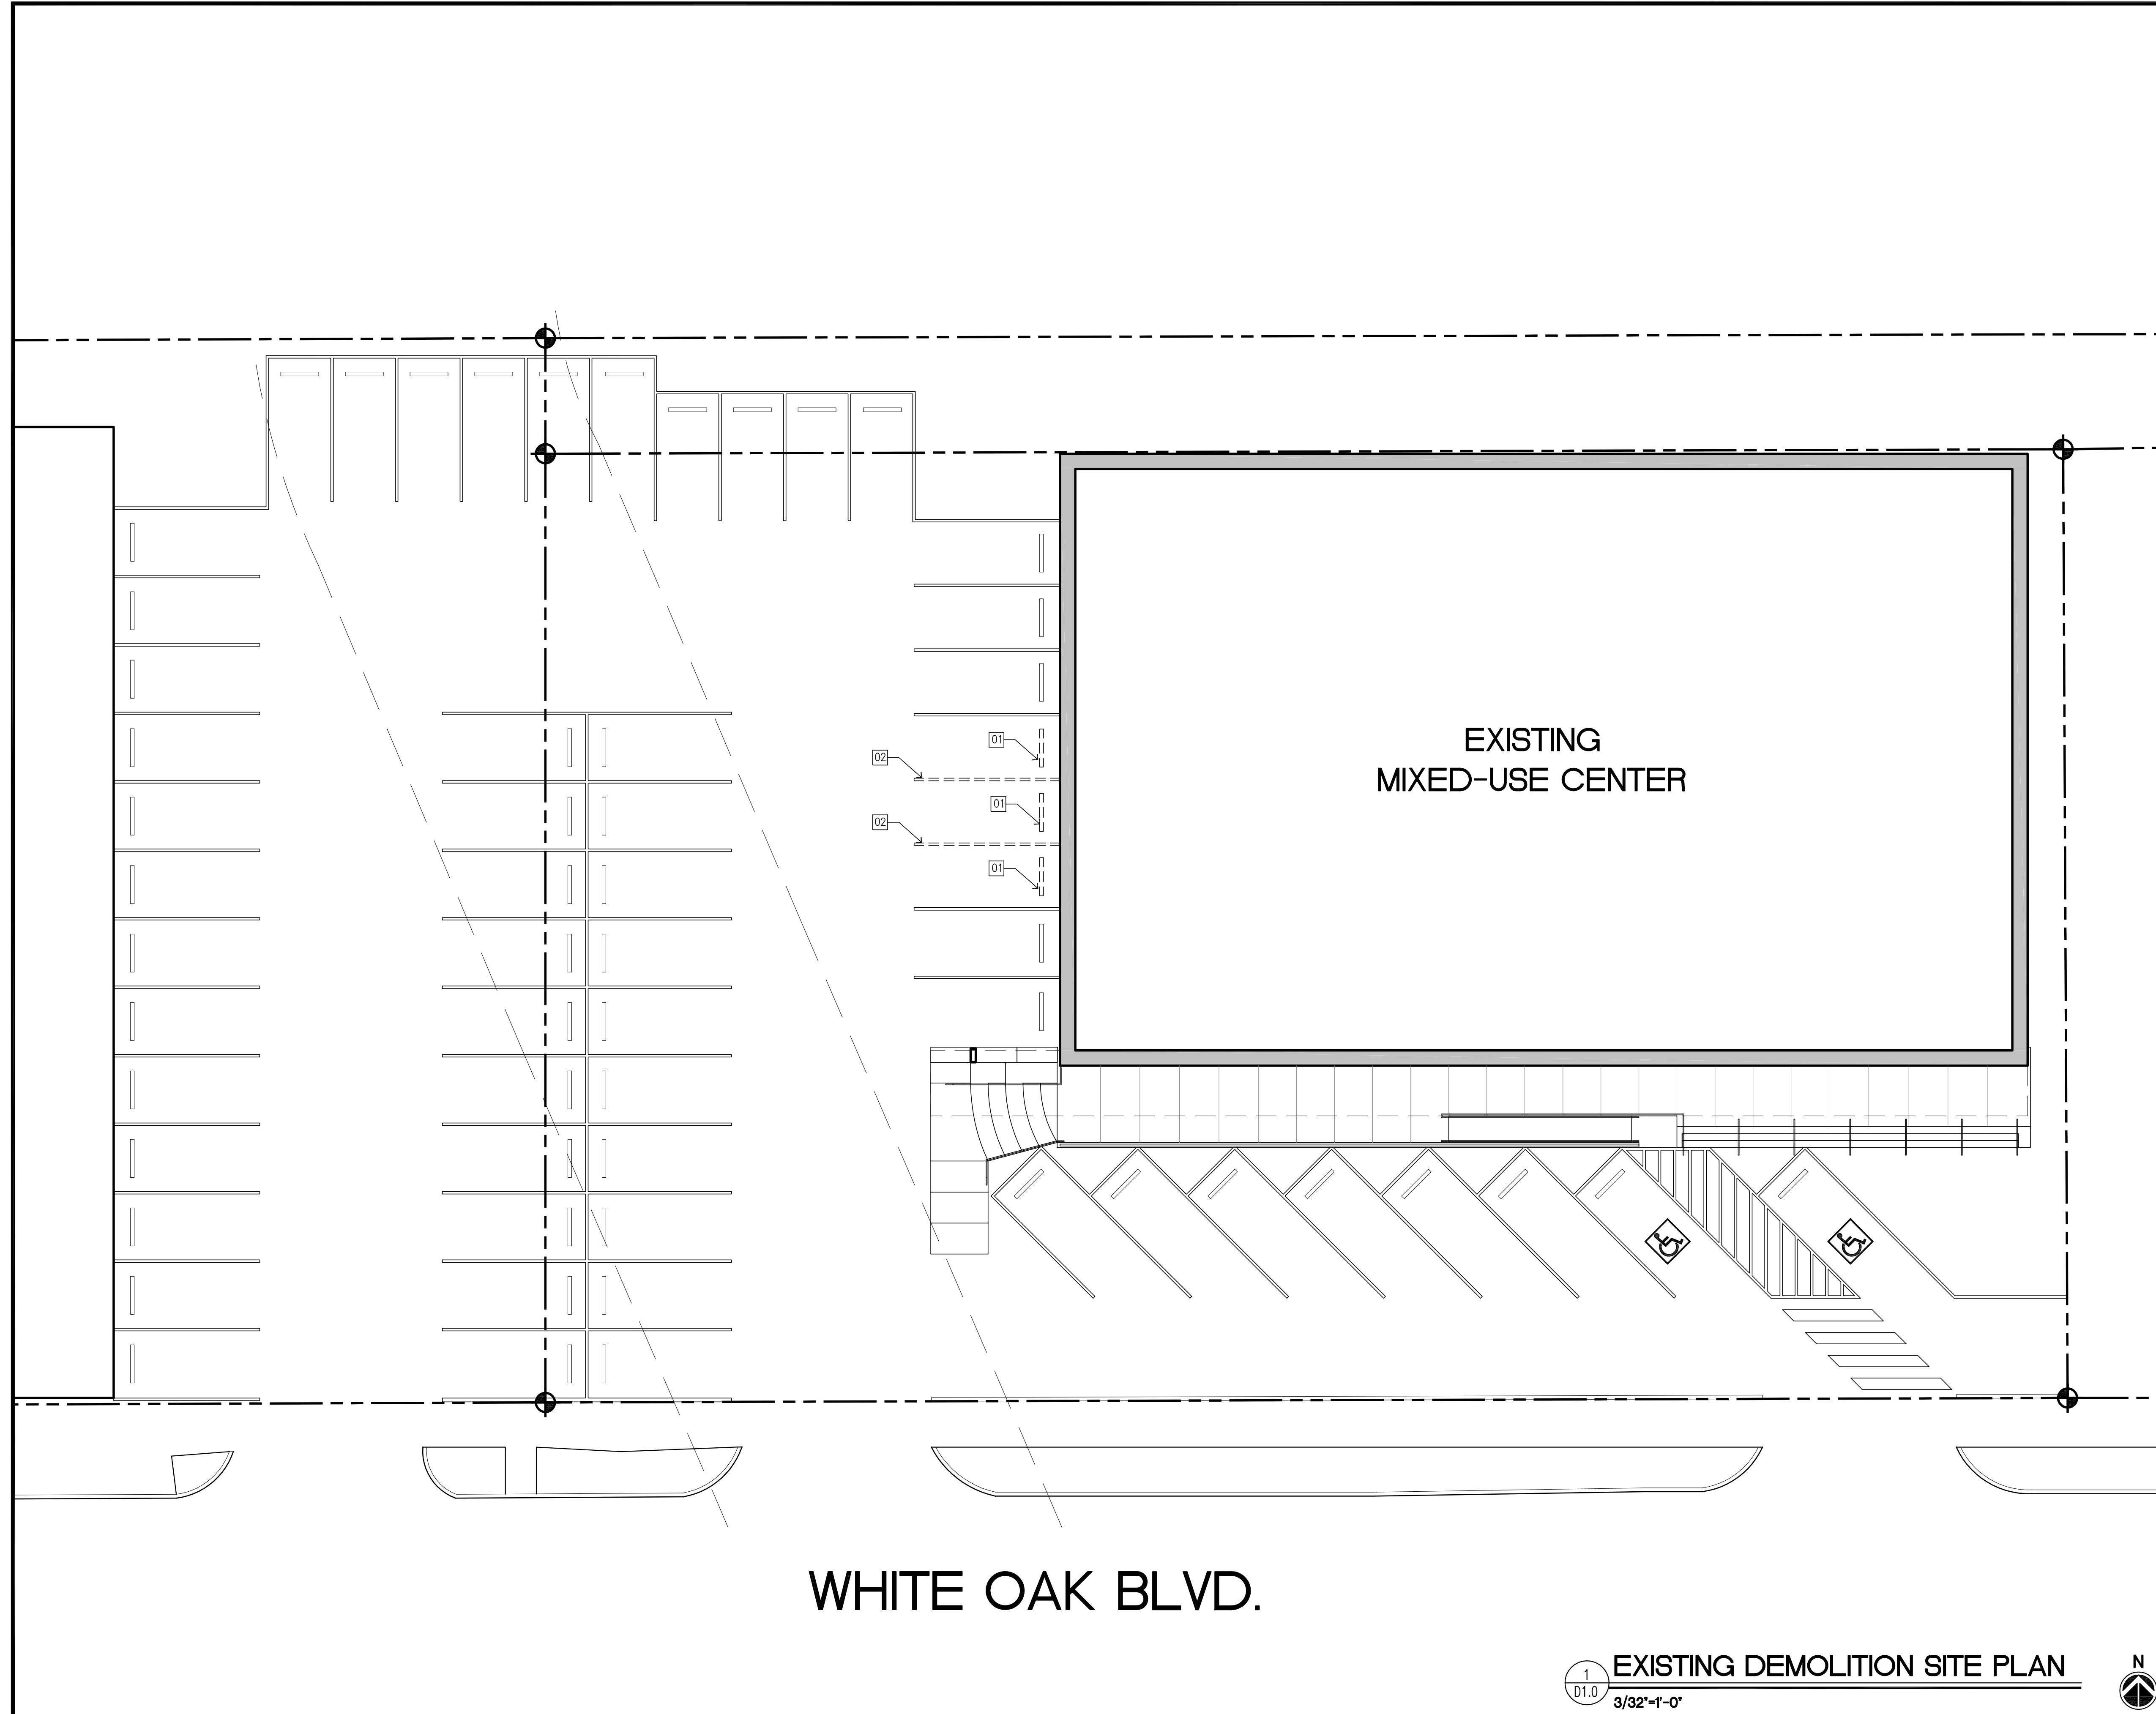 EXISTING
MIXED-USE CENTER
01
02
01
02
01
WHITE OAK BLVD.
1
D1.0
EXISTING DEMOLITION SITE PLAN
3/32"=1'-0"
N